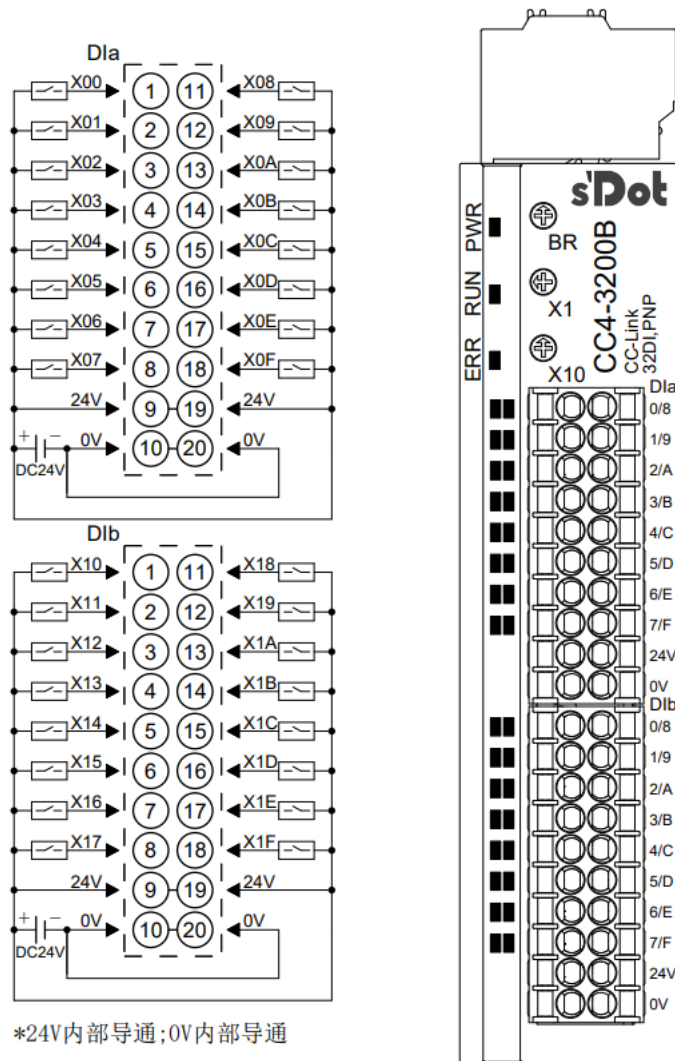 DIa
X00 1 11 X08
X01 2 12 X09
X02 3 13 X0A
X03 4 14 X0B
X04 5 15 X0C
X05 6 16 X0D
X06 7 17 X0E
X07 8 18 X0F
24V 9 19 24V
+ − 0V 10 20 0V
DC24V
DIb
X10 1 11 X18
X11 2 12 X19
X12 3 13 X1A
X13 4 14 X1B
X14 5 15 X1C
X15 6 16 X1D
X16 7 17 X1E
X17 8 18 X1F
24V 9 19 24V
+ − 0V 10 20 0V
DC24V
*24V内部导通;0V内部导通
s'Dot
PWR
RUN
ERR
BR
X1
X10
CC4-3200B
CC-Link
32DI,PNP
DIa
0/8
1/9
2/A
3/B
4/C
5/D
6/E
7/F
24V
0V
DIb
0/8
1/9
2/A
3/B
4/C
5/D
6/E
7/F
24V
0V